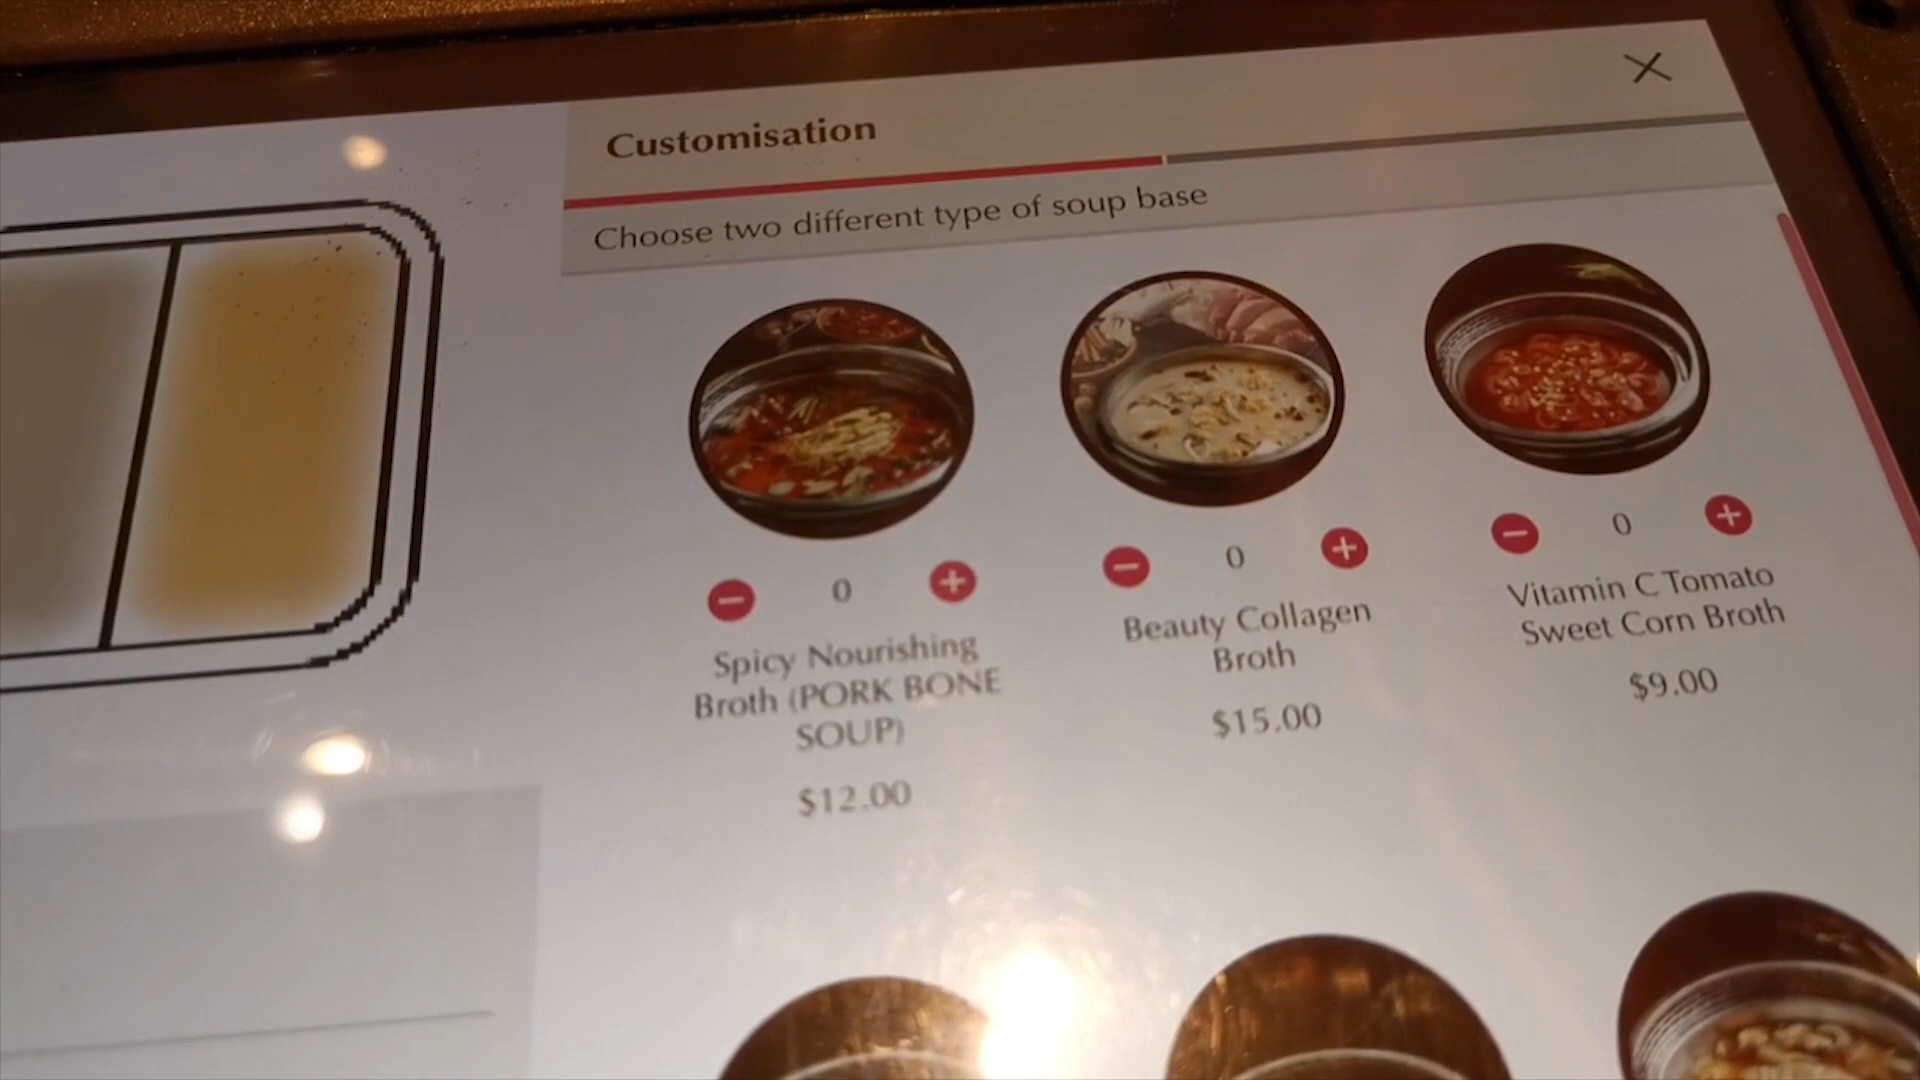 Customisation
Choose two different type of soup base
0
Spicy Nourishing
Broth (PORK BONE
SOUP)
$12.00
0
Beauty Collagen
Broth
$15.00
0
Vitamin C Tomato
Sweet Corn Broth
$9.00